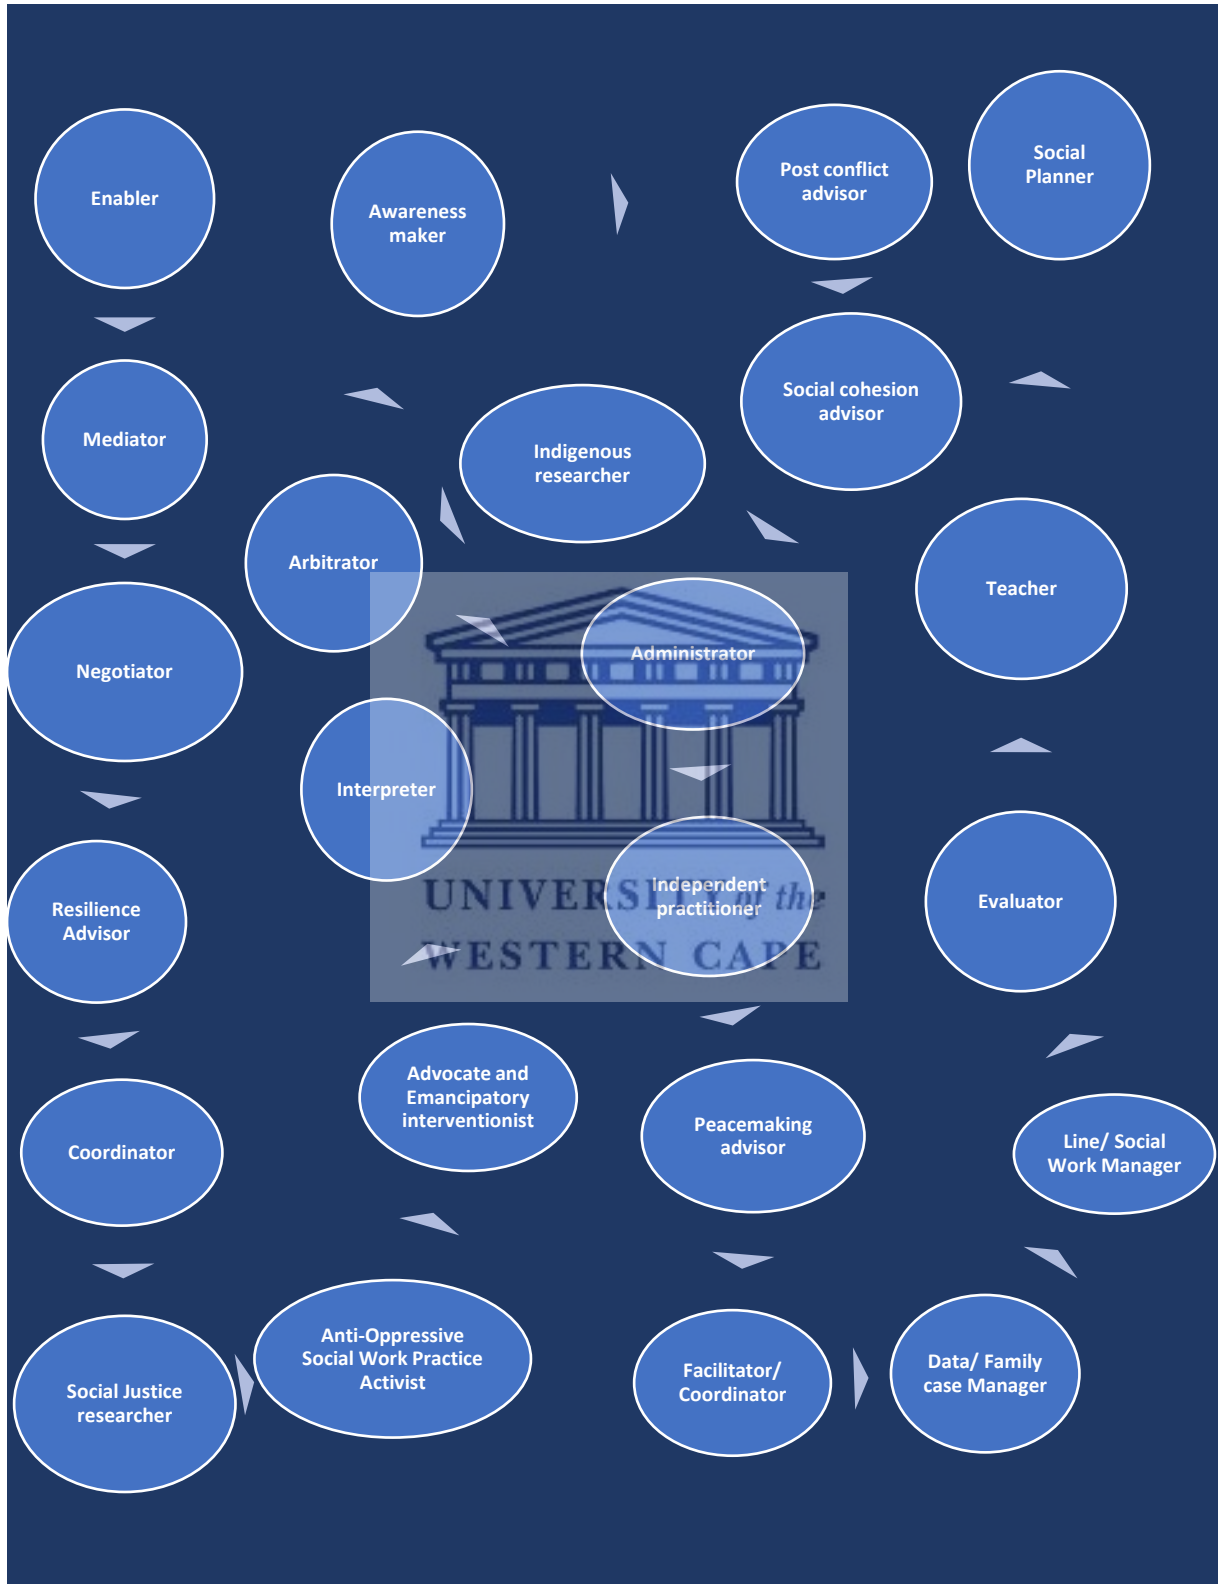 Enabler
Awareness
maker
Post conflict
advisor
Social
Planner
Mediator
Indigenous
researcher
Social cohesion
advisor
Arbitrator
Negotiator
Administrator
Teacher
Interpreter
Resilience
Advisor
Independent
practitioner
Evaluator
UNIVERSITY of the
WESTERN CAPE
Coordinator
Advocate and
Emancipatory
interventionist
Peacemaking
advisor
Line/ Social
Work Manager
Social Justice
researcher
Anti-Oppressive
Social Work Practice
Activist
Facilitator/
Coordinator
Data/ Family
case Manager